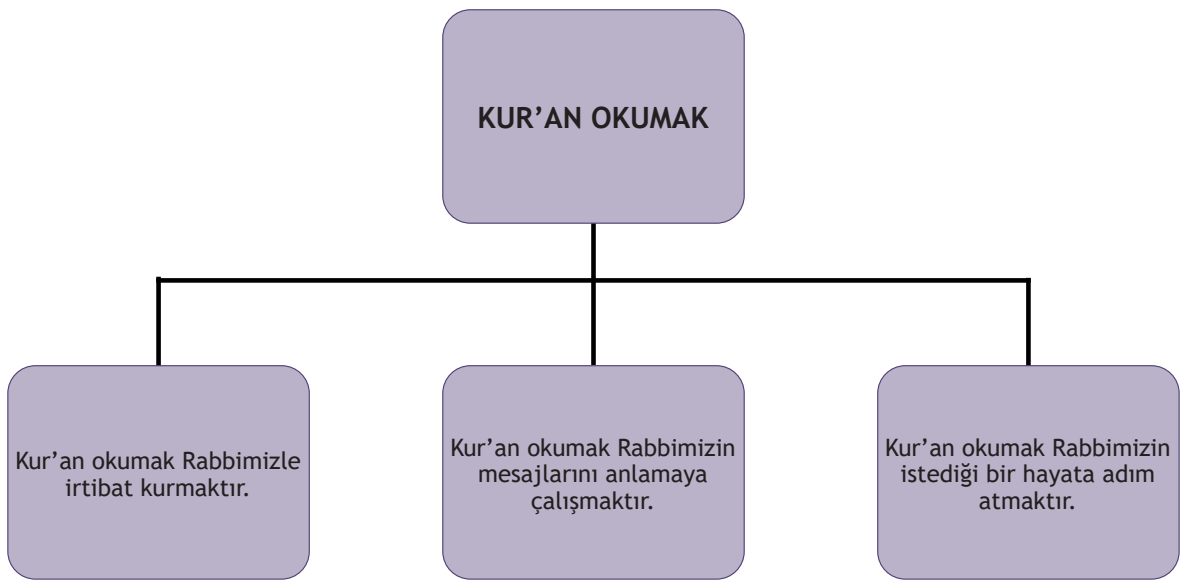 KUR’AN OKUMAK
Kur’an okumak Rabbimizle
irtibat kurmaktır.
Kur’an okumak Rabbimizin
mesajlarını anlamaya
çalışmaktır.
Kur’an okumak Rabbimizin
istediği bir hayata adım
atmaktır.